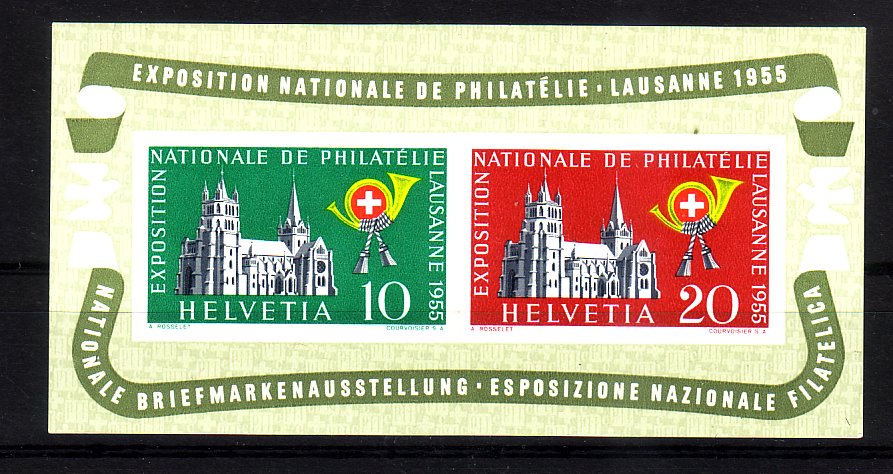 EXPOSITION NATIONALE DE PHILATÉLIE · LAUSANNE 1955
EXPOSITION
NATIONALE DE PHILATÉLIE
LAUSANNE 1955
HELVETIA 10
A. ROSSELET COURVOISIER S A
EXPOSITION
NATIONALE DE PHILATÉLIE
LAUSANNE 1955
HELVETIA 20
A. ROSSELET COURVOISIER S A
NATIONALE BRIEFMARKENAUSSTELLUNG · ESPOSIZIONE NAZIONALE FILATELICA